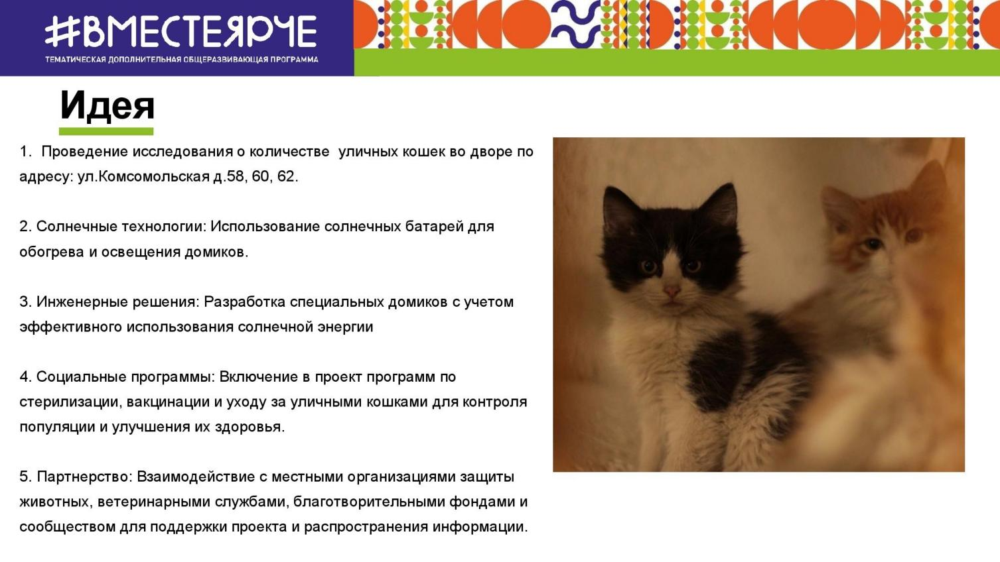 #ВМЕСТЕЯРЧЕ
ТЕМАТИЧЕСКАЯ ДОПОЛНИТЕЛЬНАЯ ОБЩЕРАЗВИВАЮЩАЯ ПРОГРАММА
Идея
1. Проведение исследования о количестве уличных кошек во дворе по
адресу: ул.Комсомольская д.58, 60, 62.
2. Солнечные технологии: Использование солнечных батарей для
обогрева и освещения домиков.
3. Инженерные решения: Разработка специальных домиков с учетом
эффективного использования солнечной энергии
4. Социальные программы: Включение в проект программ по
стерилизации, вакцинации и уходу за уличными кошками для контроля
популяции и улучшения их здоровья.
5. Партнерство: Взаимодействие с местными организациями защиты
животных, ветеринарными службами, благотворительными фондами и
сообществом для поддержки проекта и распространения информации.